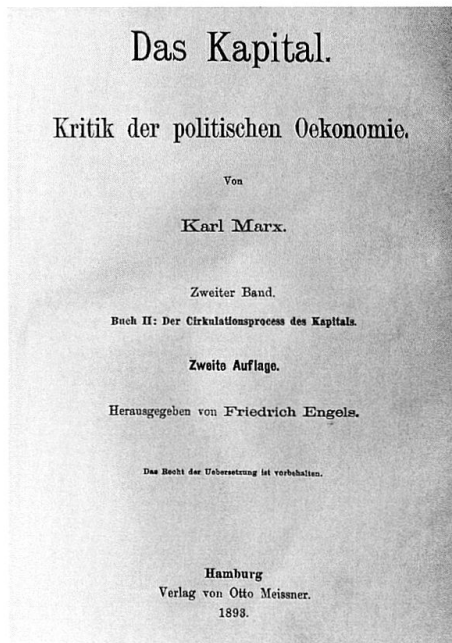 Das Kapital.
Kritik der politischen Oekonomie.
Von
Karl Marx.
Zweiter Band.
Buch II: Der Cirkulationsprocess des Kapitals.
Zweite Auflage.
Herausgegeben von Friedrich Engels.
Das Recht der Uebersetzung ist vorbehalten.
Hamburg
Verlag von Otto Meissner.
1893.